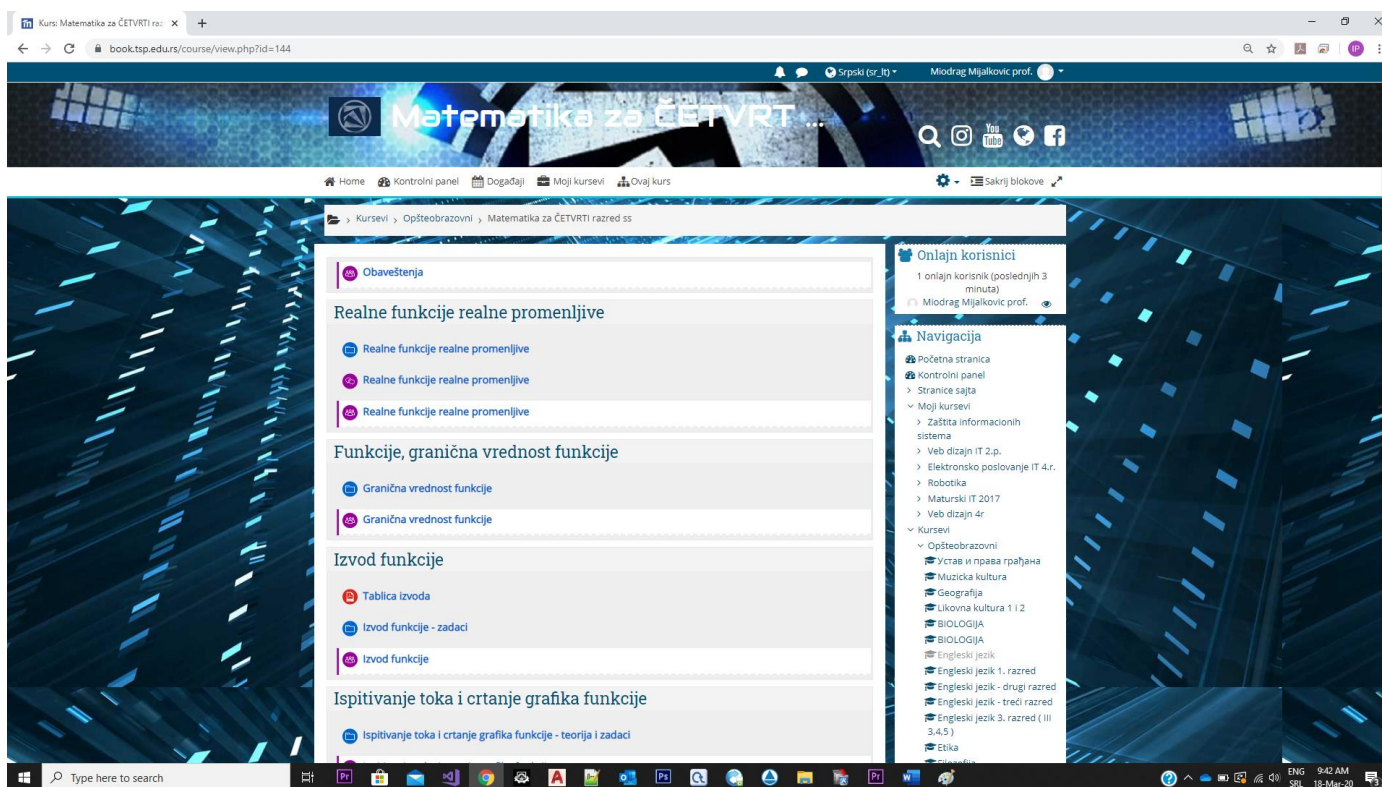 Kurs: Matematika za ČETVRTI raz
book.tsp.edu.rs/course/view.php?id=144
IP
Srpski (sr_lt)
Miodrag Mijalkovic prof.
Matematika za ČETVRT ...
You
Tube
Home Kontrolni panel Događaji Moji kursevi Ovaj kurs
Sakrij blokove
Kursevi > Opšteobrazovni > Matematika za ČETVRTI razred ss
Obaveštenja
Realne funkcije realne promenljive
Realne funkcije realne promenljive
Realne funkcije realne promenljive
Realne funkcije realne promenljive
Funkcije, granična vrednost funkcije
Granična vrednost funkcije
Granična vrednost funkcije
Izvod funkcije
Tablica izvoda
Izvod funkcije - zadaci
Izvod funkcije
Ispitivanje toka i crtanje grafika funkcije
Ispitivanje toka i crtanje grafika funkcije - teorija i zadaci
Onlajn korisnici
1 onlajn korisnik (poslednjih 3
minuta)
Miodrag Mijalkovic prof.
Navigacija
Početna stranica
Kontrolni panel
Stranice sajta
Moji kursevi
Zaštita informacionih
sistema
Veb dizajn IT 2.p.
Elektronsko poslovanje IT 4.r.
Robotika
Maturski IT 2017
Veb dizajn 4r
Kursevi
Opšteobrazovni
Устав и права грађана
Muzicka kultura
Geografija
Likovna kultura 1 i 2
BIOLOGIJA
BIOLOGIJA
Engleski jezik
Engleski jezik 1. razred
Engleski jezik - drugi razred
Engleski jezik - treći razred
Engleski jezik 3. razred ( III
3,4,5 )
Etika
Type here to search
ENG 9:42 AM
SRL 18-Mar-20